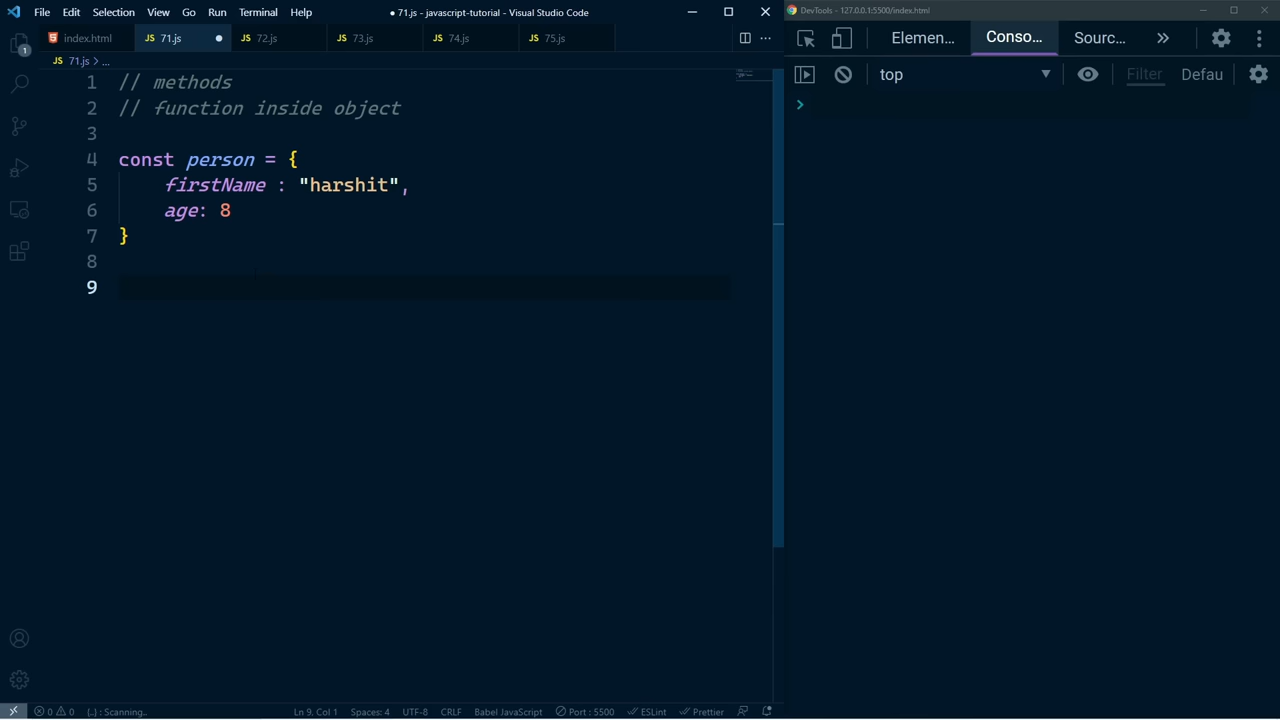 File Edit Selection View Go Run Terminal Help
● 71.js - javascript-tutorial - Visual Studio Code
DevTools - 127.0.0.1:5500/index.html
index.html
JS 71.js ●
JS 72.js
JS 73.js
JS 74.js
JS 75.js
Elemen...
Conso...
Sourc...
JS 71.js > ...
top
Filter
Defau
1 // methods
2 // function inside object
3
4 const person = {
5 firstName : "harshit",
6 age: 8
7 }
8
9
1
>
0 0 {..} : Scanning..
Ln 9, Col 1
Spaces: 4
UTF-8
CRLF
Babel JavaScript
Port : 5500
ESLint
Prettier